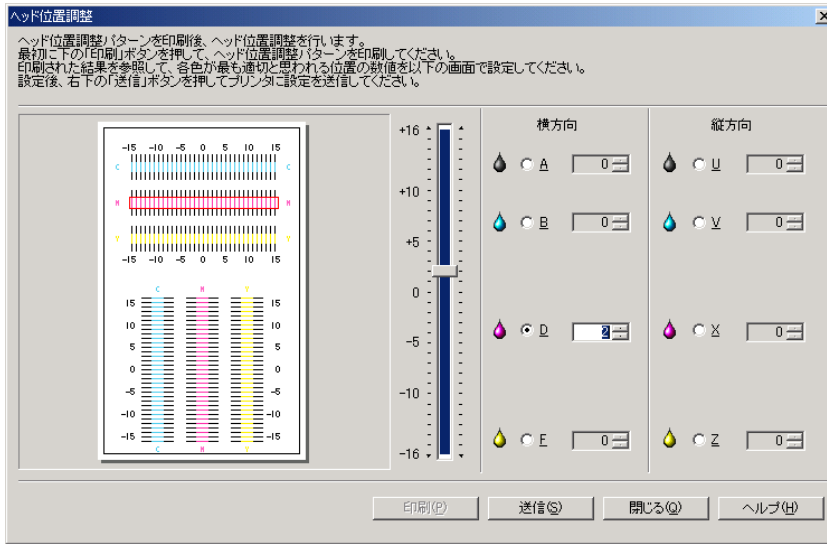 ヘッド位置調整
ヘッド位置調整パターンを印刷後、ヘッド位置調整を行います。
最初に下の「印刷」ボタンを押して、ヘッド位置調整パターンを印刷してください。
印刷された結果を参照して、各色が最も適切と思われる位置の数値を以下の画面で設定してください。
設定後、右下の「送信」ボタンを押してプリンタに設定を送信してください。
-15 -10 -5 0 5 10 15
C C
M M
Y Y
-15 -10 -5 0 5 10 15
C M Y
15 15
10 10
5 5
0 0
-5 -5
-10 -10
-15 -15
C M Y
+16
+10
+5
0
-5
-10
-16
横方向 縦方向
A 0 U 0
B 0 V 0
D 2 X 0
E 0 Z 0
印刷(P) 送信(S) 閉じる(Q) ヘルプ(H)